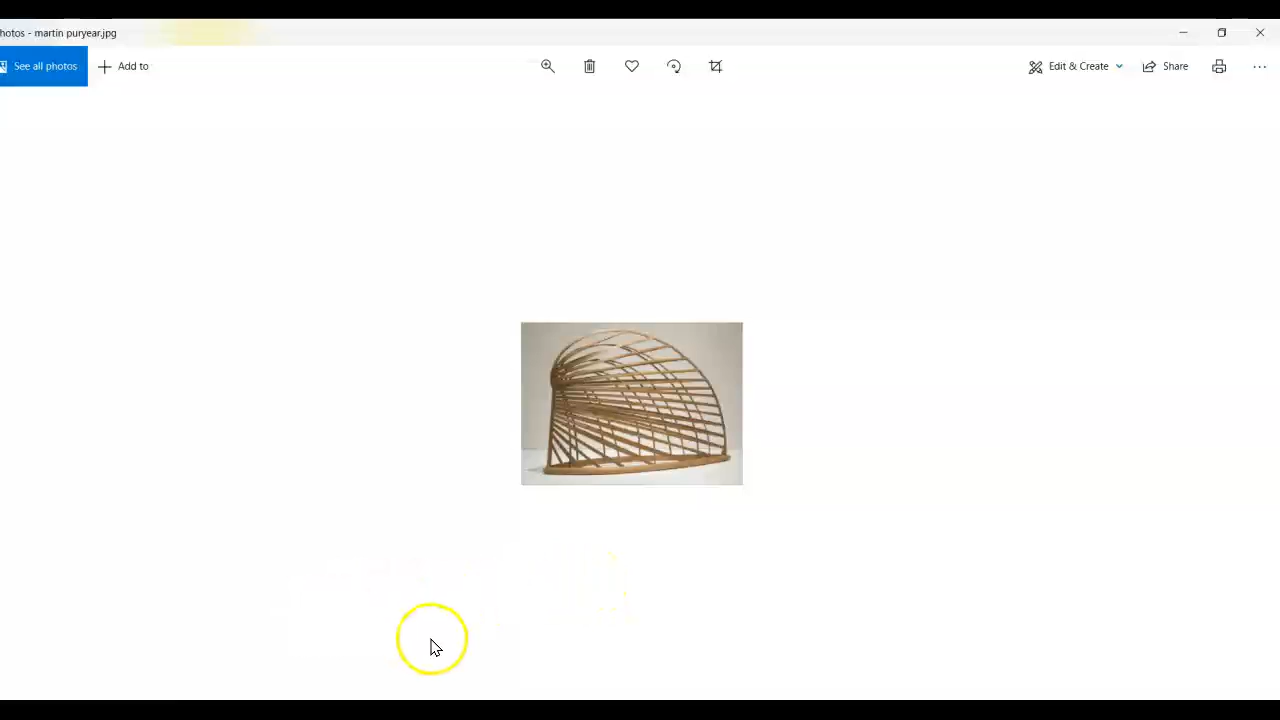 hotos - martin puryear.jpg
See all photos
Add to
Edit & Create
Share